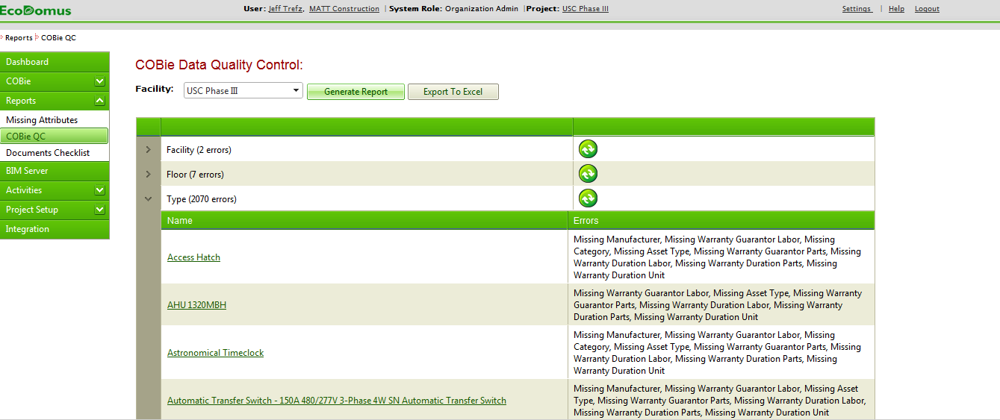 EcoDomus
User: Jeff Trefz, MATT Construction | System Role: Organization Admin | Project: USC Phase III
Settings | Help Logout
Reports COBie QC
Dashboard
COBie
Reports
Missing Attributes
COBie QC
Documents Checklist
BIM Server
Activities
Project Setup
Integration
COBie Data Quality Control:
Facility: USC Phase III Generate Report Export To Excel
Facility (2 errors)
Floor (7 errors)
Type (2070 errors)
Name Errors
Access Hatch
Missing Manufacturer, Missing Warranty Guarantor Labor, Missing
Category, Missing Asset Type, Missing Warranty Guarantor Parts, Missing
Warranty Duration Labor, Missing Warranty Duration Parts, Missing
Warranty Duration Unit
AHU 1320MBH
Missing Warranty Guarantor Labor, Missing Asset Type, Missing Warranty
Guarantor Parts, Missing Warranty Duration Labor, Missing Warranty
Duration Parts, Missing Warranty Duration Unit
Astronomical Timeclock
Missing Manufacturer, Missing Warranty Guarantor Labor, Missing
Category, Missing Asset Type, Missing Warranty Guarantor Parts, Missing
Warranty Duration Labor, Missing Warranty Duration Parts, Missing
Warranty Duration Unit
Automatic Transfer Switch - 150A 480/277V 3-Phase 4W SN Automatic Transfer Switch
Missing Manufacturer, Missing Warranty Guarantor Labor, Missing Asset
Type, Missing Warranty Guarantor Parts, Missing Warranty Duration Labor,
Missing Warranty Duration Parts, Missing Warranty Duration Unit